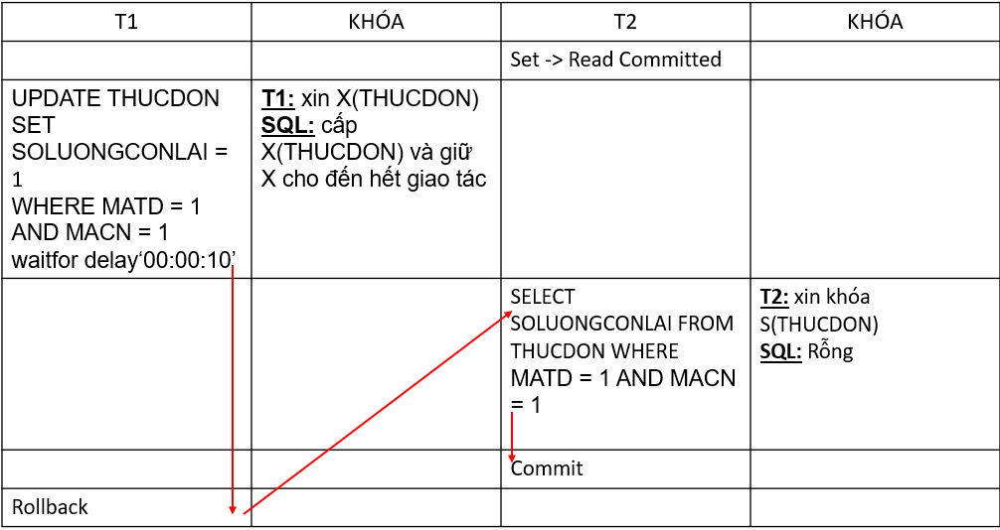 T1
KHÓA
T2
KHÓA
Set -> Read Committed
UPDATE THUCDON
SET
SOLUONGCONLAI =
1
WHERE MATD = 1
AND MACN = 1
waitfor delay‘00:00:10’
T1: xin X(THUCDON)
SQL: cấp
X(THUCDON) và giữ
X cho đến hết giao tác
SELECT
SOLUONGCONLAI FROM
THUCDON WHERE
MATD = 1 AND MACN
= 1
T2: xin khóa
S(THUCDON)
SQL: Rỗng
Commit
Rollback